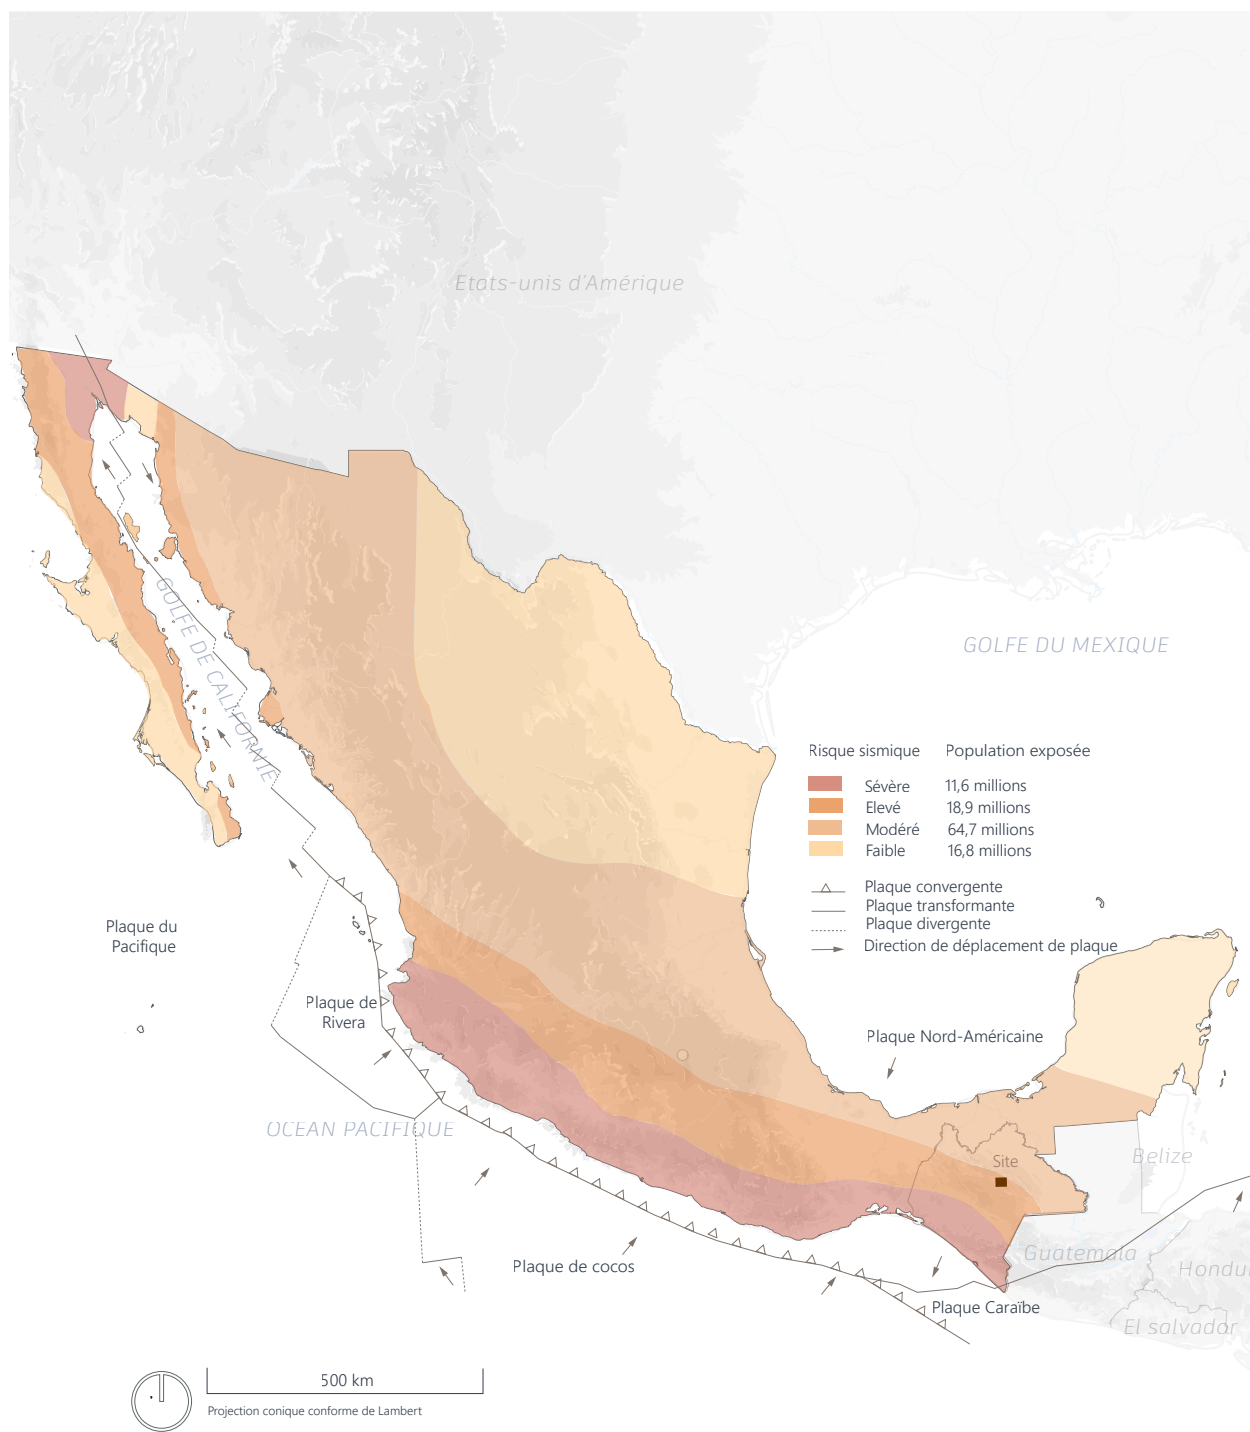 Etats-unis d'Amérique
GOLFE DU MEXIQUE
GOLFE DE CALIFORNIE
Risque sismique Population exposée
Sévère 11,6 millions
Elevé 18,9 millions
Modéré 64,7 millions
Faible 16,8 millions
Plaque convergente
Plaque transformante
Plaque divergente
Direction de déplacement de plaque
Plaque du
Pacifique
Plaque de
Rivera
Plaque Nord-Américaine
OCEAN PACIFIQUE
Site
Belize
Guatemala
Hondu
Plaque de cocos
Plaque Caraïbe
El salvador
500 km
Projection conique conforme de Lambert